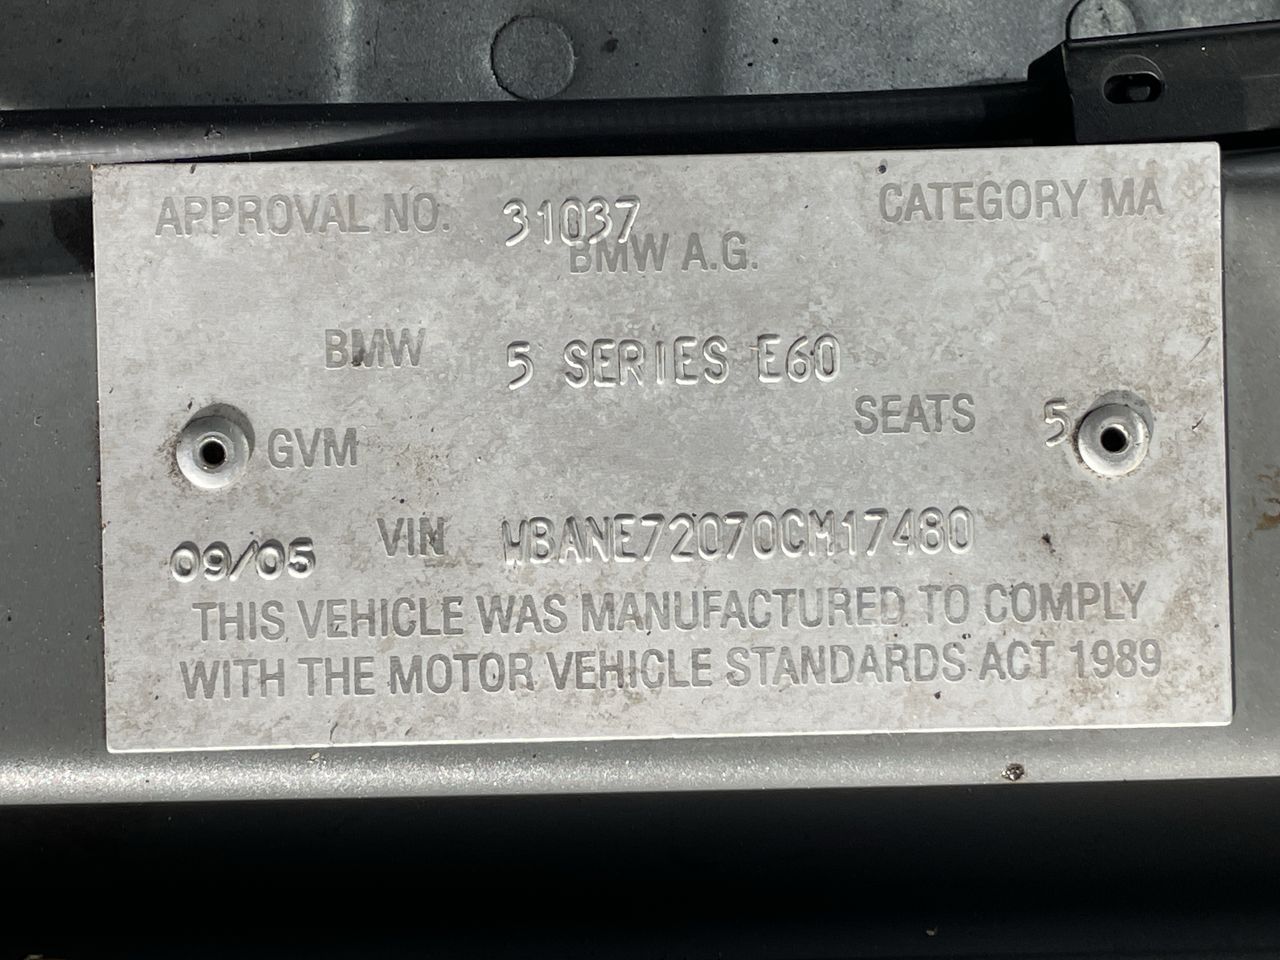 APPROVAL NO. 31037 CATEGORY MA
BMW A.G.
BMW 5 SERIES E60
SEATS 5
GVM
09/05 VIN WBANE72070CM17480
THIS VEHICLE WAS MANUFACTURED TO COMPLY
WITH THE MOTOR VEHICLE STANDARDS ACT 1989